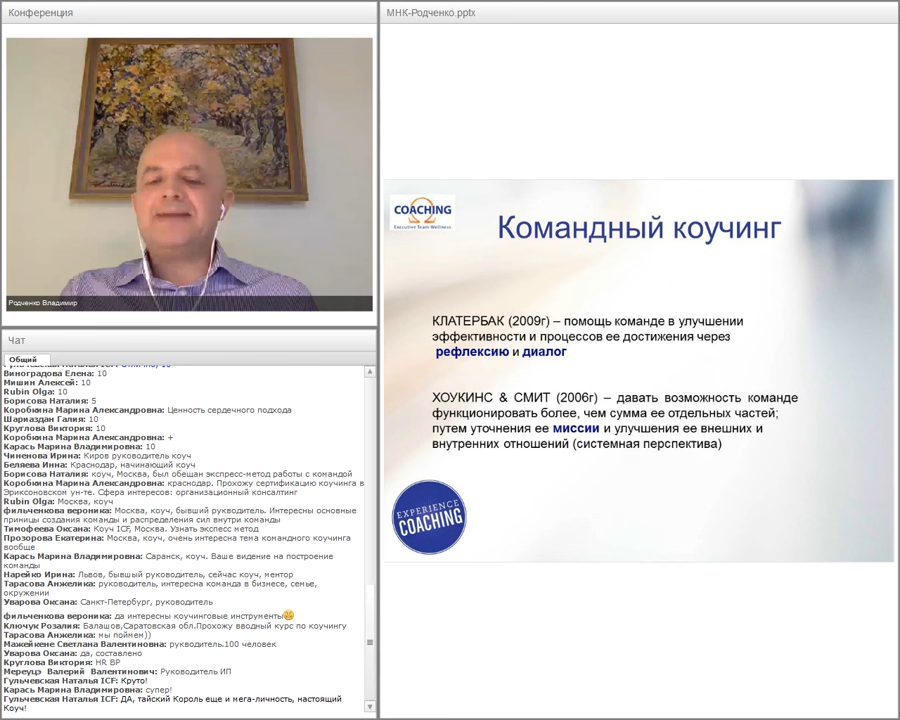 Конференция
Родченко Владимир
Чат
Общий
Виноградова Елена: 10
Мишин Алексей: 10
Rubin Olga: 10
Борисова Наталия: 5
Коробкина Марина Александровна: Ценность сердечного подхода
Шариаздан Галия: 10
Круглова Виктория: 10
Коробкина Марина Александровна: +
Карась Марина Владимировна: 10
Чиненова Ирина: Киров руководитель коуч
Беляева Инна: Краснодар, начинающий коуч
Борисова Наталия: коуч, Москва, был обещан экспресс-метод работы с командой
Коробкина Марина Александровна: краснодар. Прохожу сертификацию коучинга в
Эриксоновском ун-те. Сфера интересов: организационный консалтинг
Rubin Olga: Москва, коуч
фильченкова вероника: Москва, коуч, бывший рукводитель. Интересны основные
приницы создания команды и распределения сил внутри команды
Тимофеева Оксана: Коуч ICF, Москва. Узнать экспесс метод
Прозорова Екатерина: Москва, коуч, очень интересна тема командного коучинга
вообще
Карась Марина Владимировна: Саранск, коуч. Ваше видение на построение
команды
Нарейко Ирина: Львов, бывший руководитель, сейчас коуч, ментор
Тарасова Анжелика: руководитель, интересна команда в бизнесе, семье,
окружении
Уварова Оксана: Санкт-Петербург, руководитель
фильченкова вероника: да интересны коучинговые инструменты
Ключук Розалия: Балашов,Саратовская обл.Прохожу вводный курс по коучингу
Тарасова Анжелика: мы поймем))
Мажейкене Светлана Валентиновна: рукводитель.100 человек
Уварова Оксана: да, составлено
Круглова Виктория: HR BP
Мереуцэ Валерий Валентинович: Руководитель ИП
Гульчевская Наталья ICF: Круто!
Карась Марина Владимировна: супер!
Гульчевская Наталья ICF: ДА, тайский Король еще и мега-личность, настоящий
Коуч!
МНК-Родченко.pptx
COACHING
Executive Team Wellness
Командный коучинг
КЛАТЕРБАК (2009г) – помощь команде в улучшении
эффективности и процессов ее достижения через
рефлексию и диалог
ХОУКИНС & СМИТ (2006г) – давать возможность команде
функционировать более, чем сумма ее отдельных частей;
путем уточнения ее миссии и улучшения ее внешних и
внутренних отношений (системная перспектива)
EXPERIENCE
COACHING